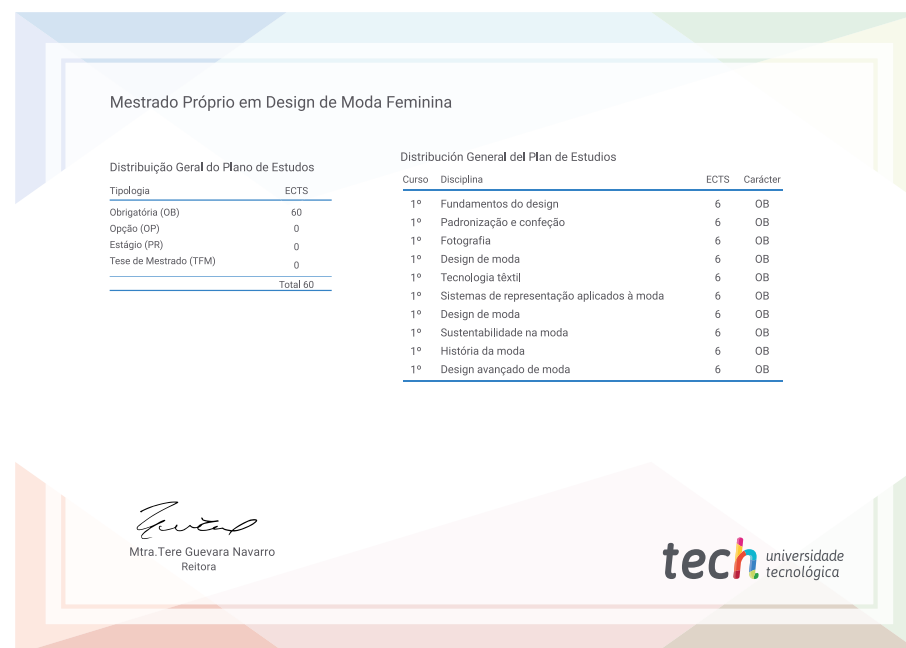 Mestrado Próprio em Design de Moda Feminina
Distribuição Geral do Plano de Estudos
Tipologia ECTS
Obrigatória (OB) 60
Opção (OP) 0
Estágio (PR) 0
Tese de Mestrado (TFM) 0
Total 60
Distribución General del Plan de Estudios
Curso Disciplina ECTS Carácter
1º Fundamentos do design 6 OB
1º Padronização e confeção 6 OB
1º Fotografia 6 OB
1º Design de moda 6 OB
1º Tecnologia têxtil 6 OB
1º Sistemas de representação aplicados à moda 6 OB
1º Design de moda 6 OB
1º Sustentabilidade na moda 6 OB
1º História da moda 6 OB
1º Design avançado de moda 6 OB
Mtra.Tere Guevara Navarro
Reitora
tech universidade
tecnológica